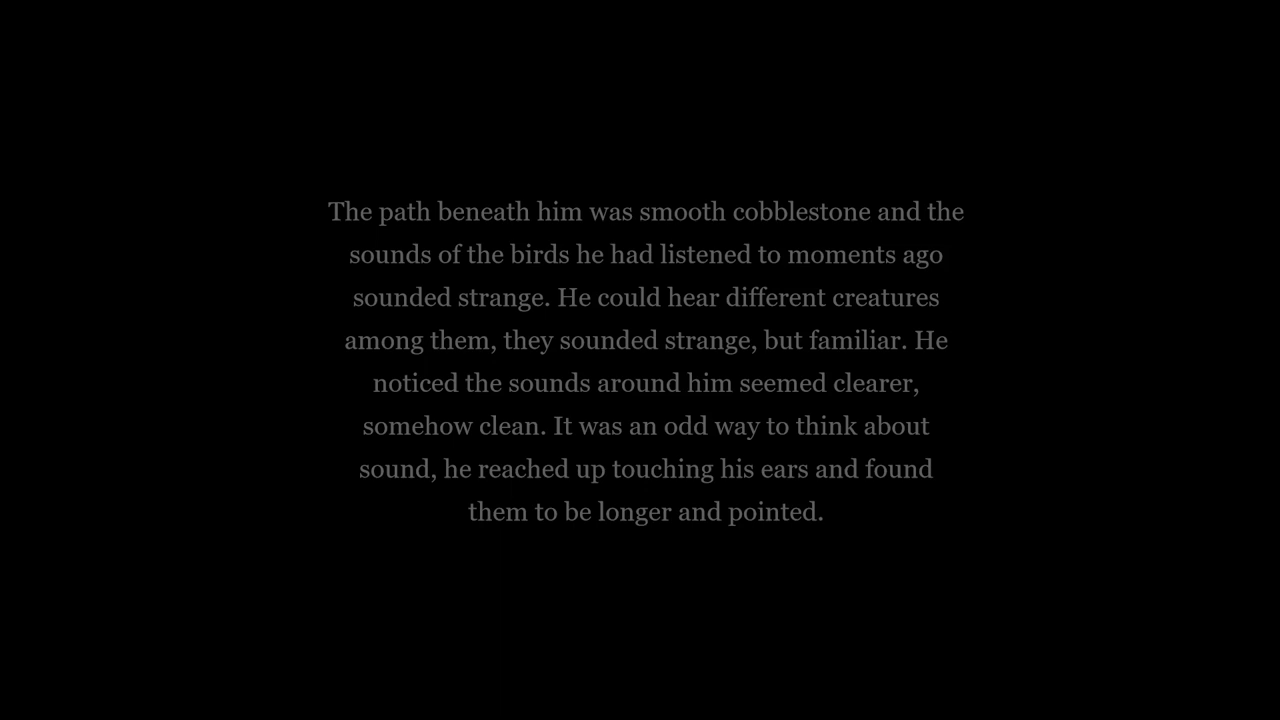 The path beneath him was smooth cobblestone and the
sounds of the birds he had listened to moments ago
sounded strange. He could hear different creatures
among them, they sounded strange, but familiar. He
noticed the sounds around him seemed clearer,
somehow clean. It was an odd way to think about
sound, he reached up touching his ears and found
them to be longer and pointed.